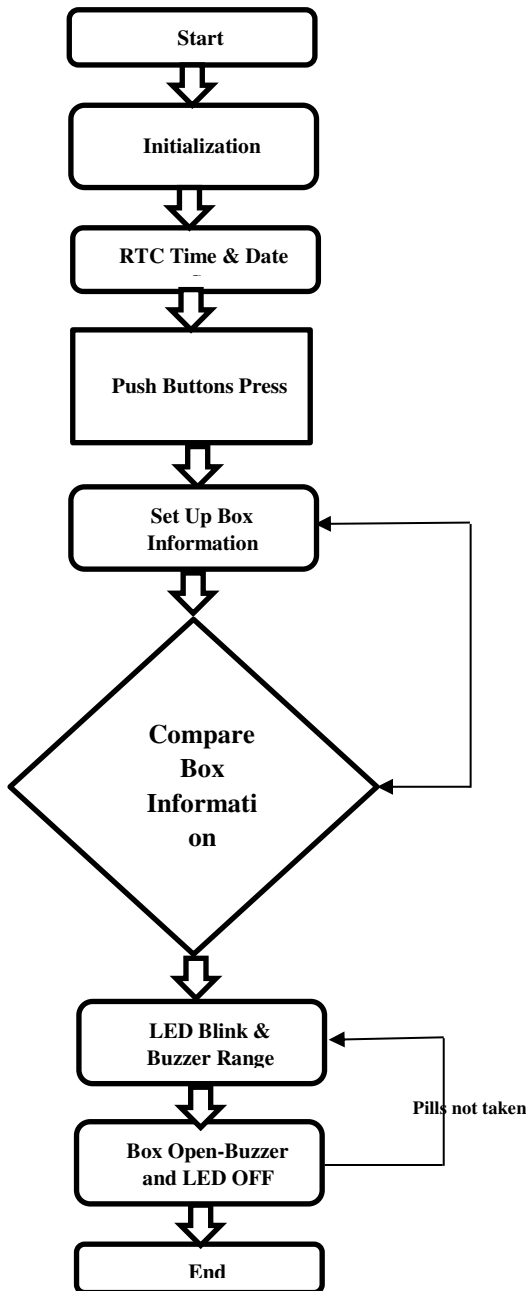 Start
Initialization
RTC Time & Date
Push Buttons Press
Set Up Box
Information
Compare
Box
Informati
on
LED Blink &
Buzzer Range
Pills not taken
Box Open-Buzzer
and LED OFF
End